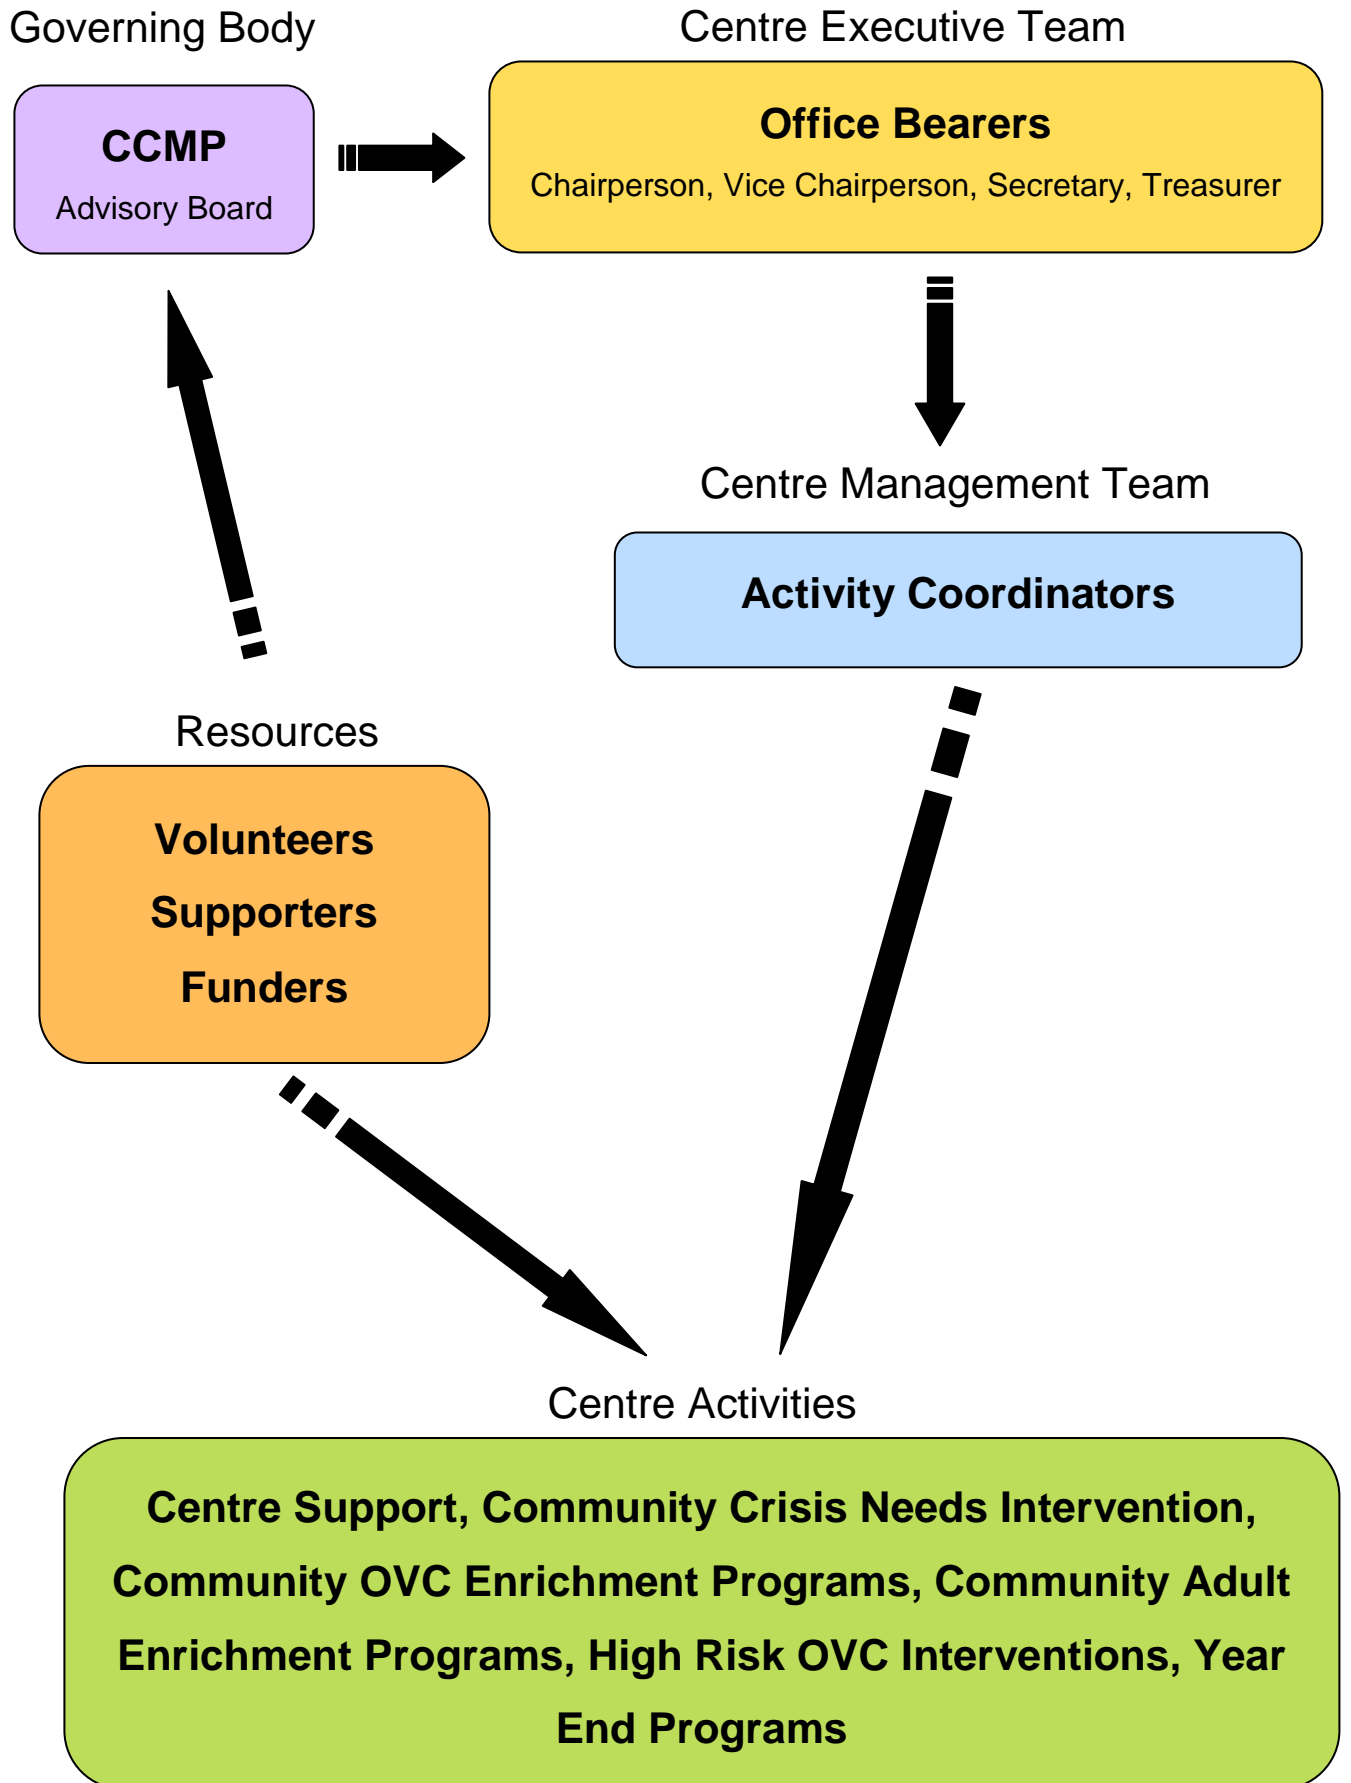 Governing Body
Centre Executive Team
CCMP
Advisory Board
Office Bearers
Chairperson, Vice Chairperson, Secretary, Treasurer
Centre Management Team
Activity Coordinators
Resources
Volunteers
Supporters
Funders
Centre Activities
Centre Support, Community Crisis Needs Intervention,
Community OVC Enrichment Programs, Community Adult
Enrichment Programs, High Risk OVC Interventions, Year
End Programs